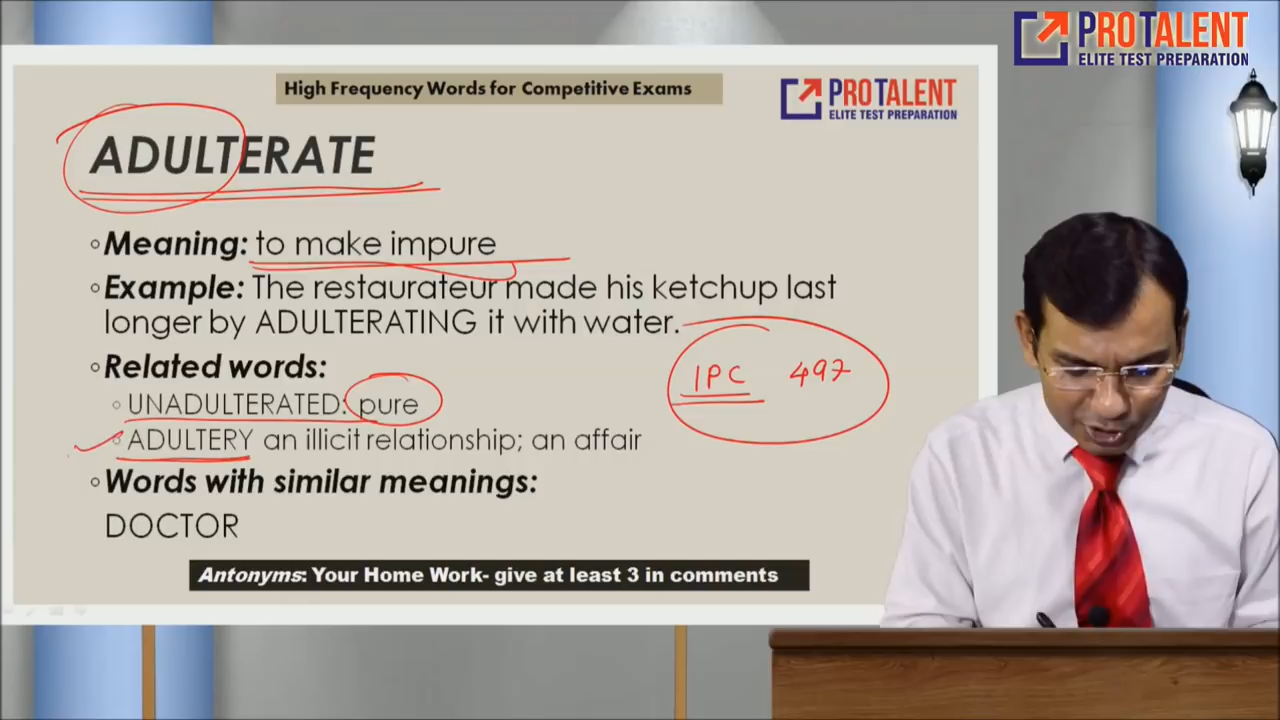 PROTALENT
ELITE TEST PREPARATION
High Frequency Words for Competitive Exams
PROTALENT
ELITE TEST PREPARATION
ADULTERATE
Meaning: to make impure
Example: The restaurateur made his ketchup last
longer by ADULTERATING it with water.
Related words:
UNADULTERATED: pure
ADULTERY an illicit relationship; an affair
IPC 497
Words with similar meanings:
DOCTOR
Antonyms: Your Home Work- give at least 3 in comments